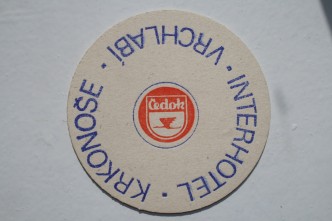 INTERHOTEL · KRKONOŠE · VRCHLABÍ ·
Čedok